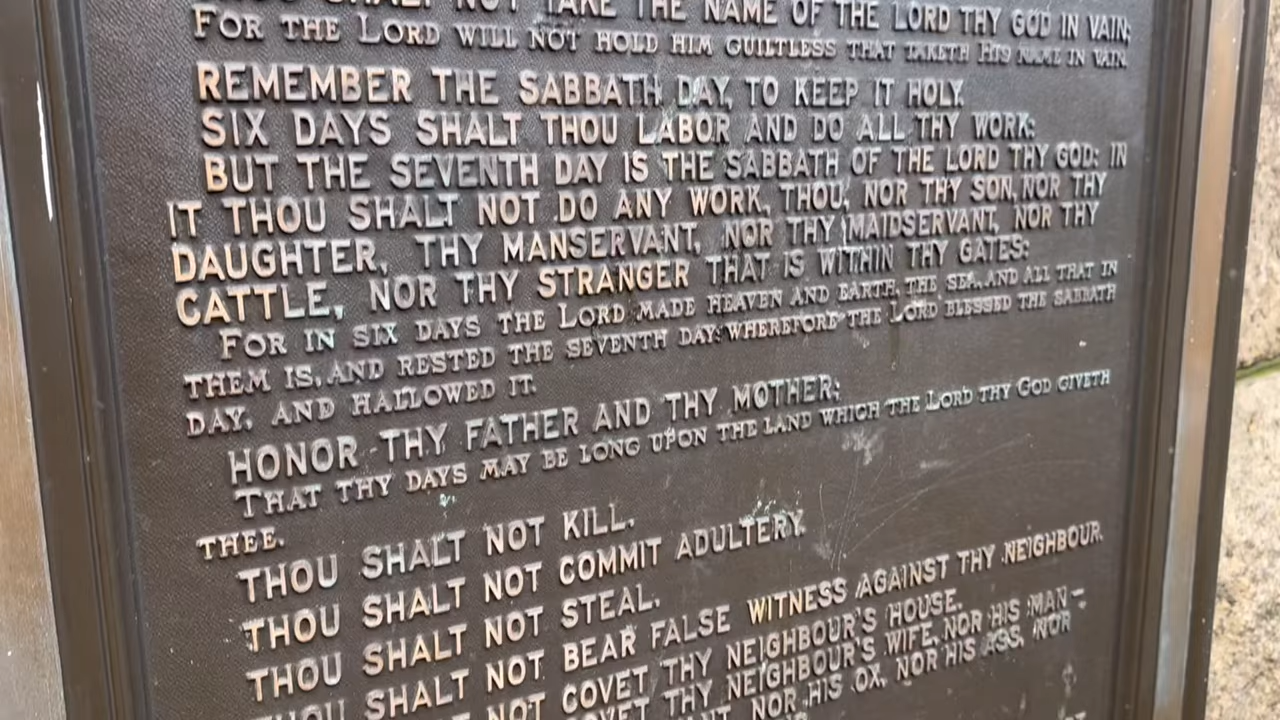 SHALT NOT TAKE THE NAME OF THE LORD THY GOD IN VAIN;
FOR THE LORD WILL NOT HOLD HIM GUILTLESS THAT TAKETH HIS NAME IN VAIN.
REMEMBER THE SABBATH DAY, TO KEEP IT HOLY.
SIX DAYS SHALT THOU LABOR AND DO ALL THY WORK:
BUT THE SEVENTH DAY IS THE SABBATH OF THE LORD THY GOD: IN
IT THOU SHALT NOT DO ANY WORK, THOU, NOR THY SON, NOR THY
DAUGHTER, THY MANSERVANT, NOR THY MAIDSERVANT, NOR THY
CATTLE, NOR THY STRANGER THAT IS WITHIN THY GATES:
FOR IN SIX DAYS THE LORD MADE HEAVEN AND EARTH, THE SEA, AND ALL THAT IN
THEM IS, AND RESTED THE SEVENTH DAY: WHEREFORE THE LORD BLESSED THE SABBATH
DAY, AND HALLOWED IT.
HONOR THY FATHER AND THY MOTHER;
THAT THY DAYS MAY BE LONG UPON THE LAND WHICH THE LORD THY GOD GIVETH
THEE.
THOU SHALT NOT KILL.
THOU SHALT NOT COMMIT ADULTERY.
THOU SHALT NOT STEAL.
THOU SHALT NOT BEAR FALSE WITNESS AGAINST THY NEIGHBOUR.
NOT COVET THY NEIGHBOUR'S HOUSE.
COVET THY NEIGHBOUR'S WIFE, NOR HIS MAN-
NOR HIS OX, NOR HIS ASS, NOR